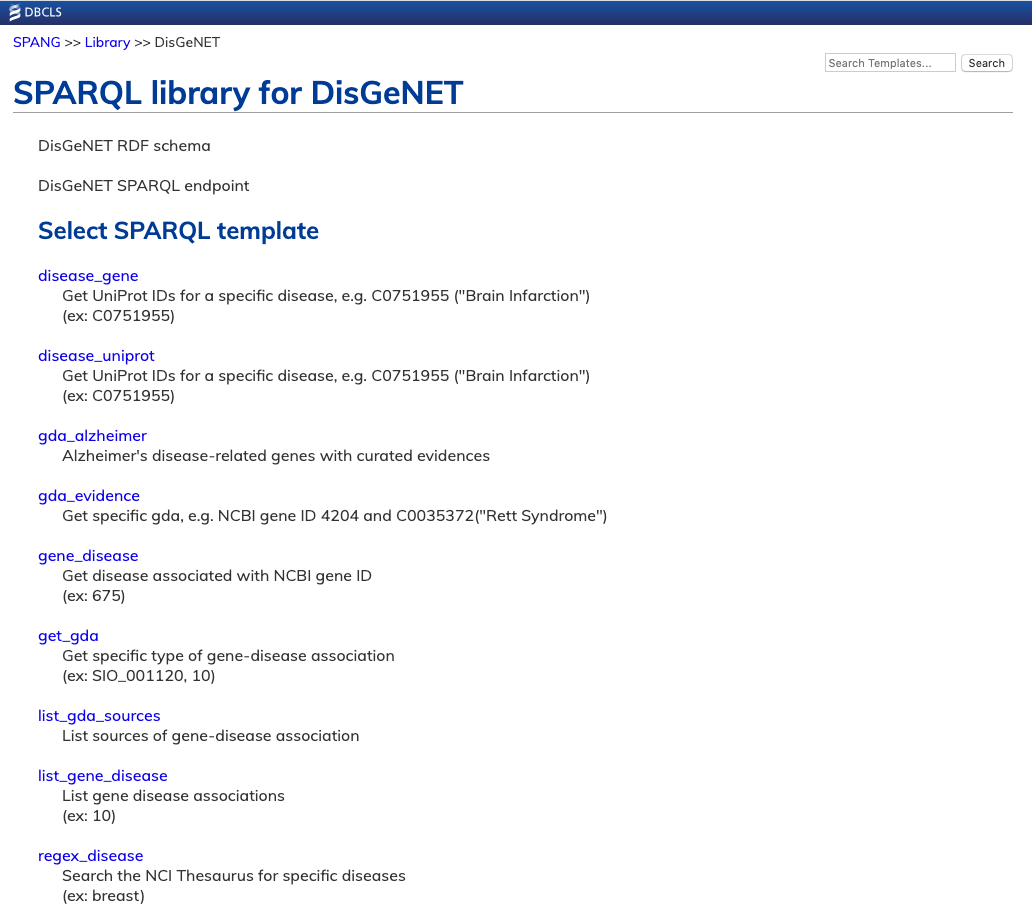 DBCLS
SPANG >> Library >> DisGeNET
Search Templates... Search
SPARQL library for DisGeNET
DisGeNET RDF schema
DisGeNET SPARQL endpoint
Select SPARQL template
disease_gene
Get UniProt IDs for a specific disease, e.g. C0751955 ("Brain Infarction")
(ex: C0751955)
disease_uniprot
Get UniProt IDs for a specific disease, e.g. C0751955 ("Brain Infarction")
(ex: C0751955)
gda_alzheimer
Alzheimer's disease-related genes with curated evidences
gda_evidence
Get specific gda, e.g. NCBI gene ID 4204 and C0035372("Rett Syndrome")
gene_disease
Get disease associated with NCBI gene ID
(ex: 675)
get_gda
Get specific type of gene-disease association
(ex: SIO_001120, 10)
list_gda_sources
List sources of gene-disease association
list_gene_disease
List gene disease associations
(ex: 10)
regex_disease
Search the NCI Thesaurus for specific diseases
(ex: breast)